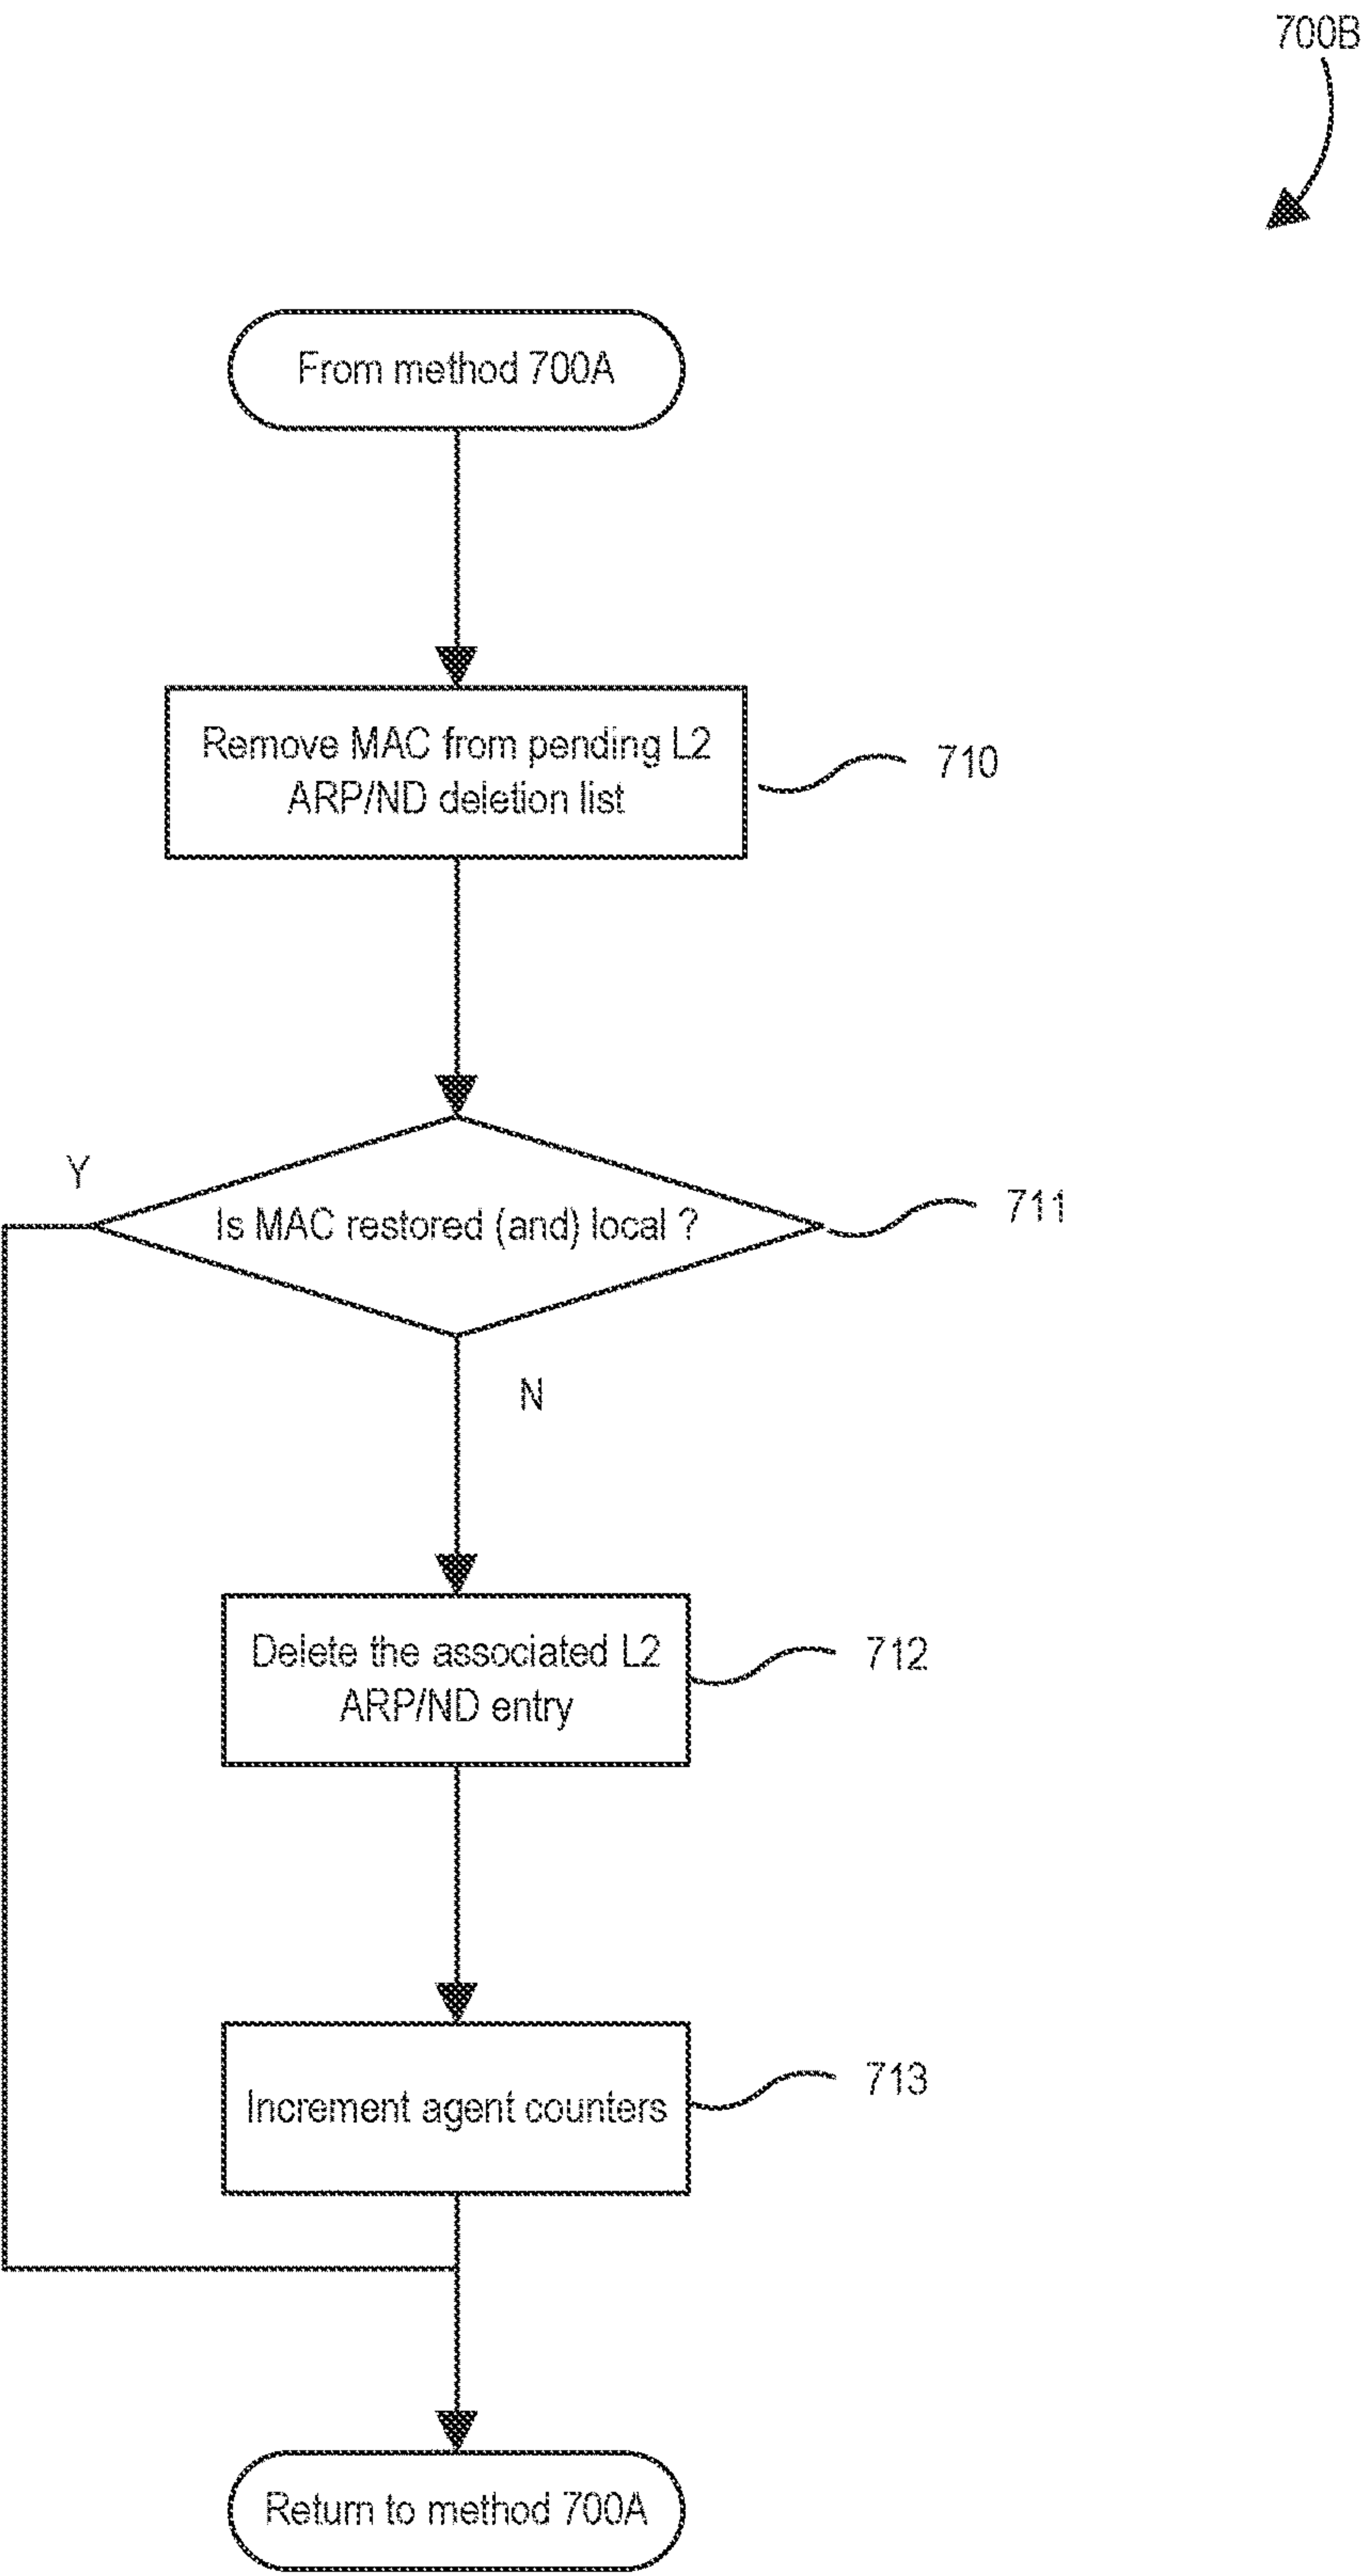 700B
From method 700A
Remove MAC from pending L2
ARP/ND deletion list
710
Y
Is MAC restored (and) local ?
711
N
Delete the associated L2
ARP/ND entry
712
Increment agent counters
713
Return to method 700A